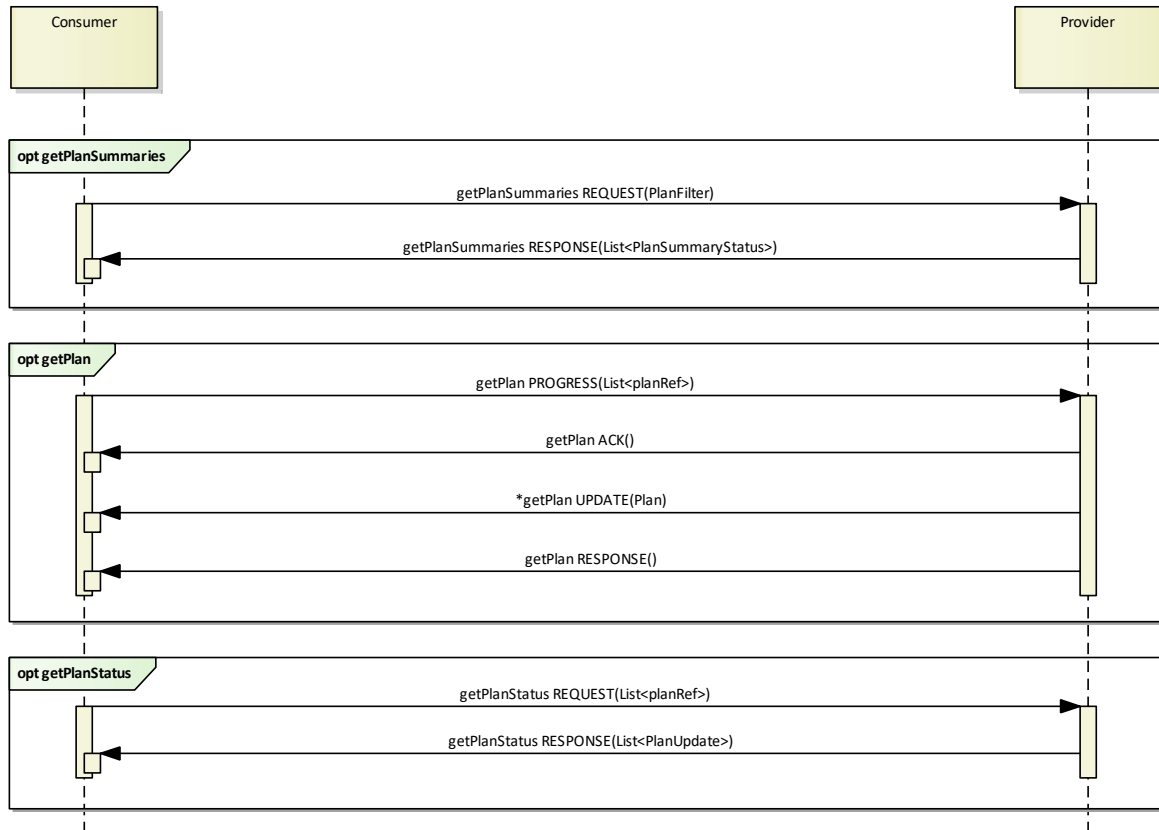 Consumer
Provider
opt getPlanSummaries
getPlanSummaries REQUEST(PlanFilter)
getPlanSummaries RESPONSE(List<PlanSummaryStatus>)
opt getPlan
getPlan PROGRESS(List<planRef>)
getPlan ACK()
*getPlan UPDATE(Plan)
getPlan RESPONSE()
opt getPlanStatus
getPlanStatus REQUEST(List<planRef>)
getPlanStatus RESPONSE(List<PlanUpdate>)